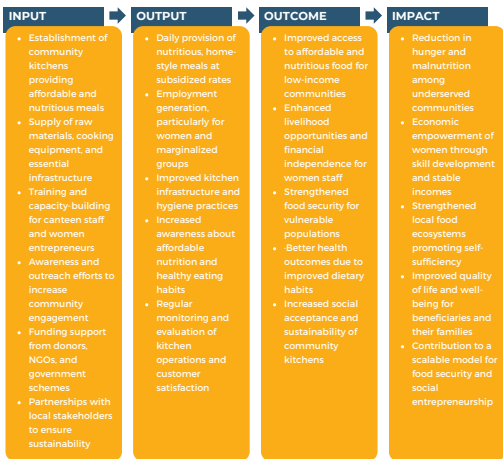 INPUT
• Establishment of
community
kitchens
providing
affordable and
nutritious meals
• Supply of raw
materials, cooking
equipment, and
essential
infrastructure
• Training and
capacity-building
for canteen staff
and women
entrepreneurs
• Awareness and
outreach efforts to
increase
community
engagement
• Funding support
from donors,
NGOs, and
government
schemes
• Partnerships with
local stakeholders
to ensure
sustainability
OUTPUT
• Daily provision of
nutritious, home-
style meals at
subsidized rates
• Employment
generation,
particularly for
women and
marginalized
groups
• Improved kitchen
infrastructure and
hygiene practices
• Increased
awareness about
affordable
nutrition and
healthy eating
habits
• Regular
monitoring and
evaluation of
kitchen
operations and
customer
satisfaction
OUTCOME
• Improved access
to affordable and
nutritious food for
low-income
communities
• Enhanced
livelihood
opportunities and
financial
independence for
women staff
• Strengthened
food security for
vulnerable
populations
• -Better health
outcomes due to
improved dietary
habits
• Increased social
acceptance and
sustainability of
community
kitchens
IMPACT
• Reduction in
hunger and
malnutrition
among
underserved
communities
• Economic
empowerment of
women through
skill development
and stable
incomes
• Strengthened
local food
ecosystems
promoting self-
sufficiency
• Improved quality
of life and well-
being for
beneficiaries and
their families
• Contribution to a
scalable model for
food security and
social
entrepreneurship